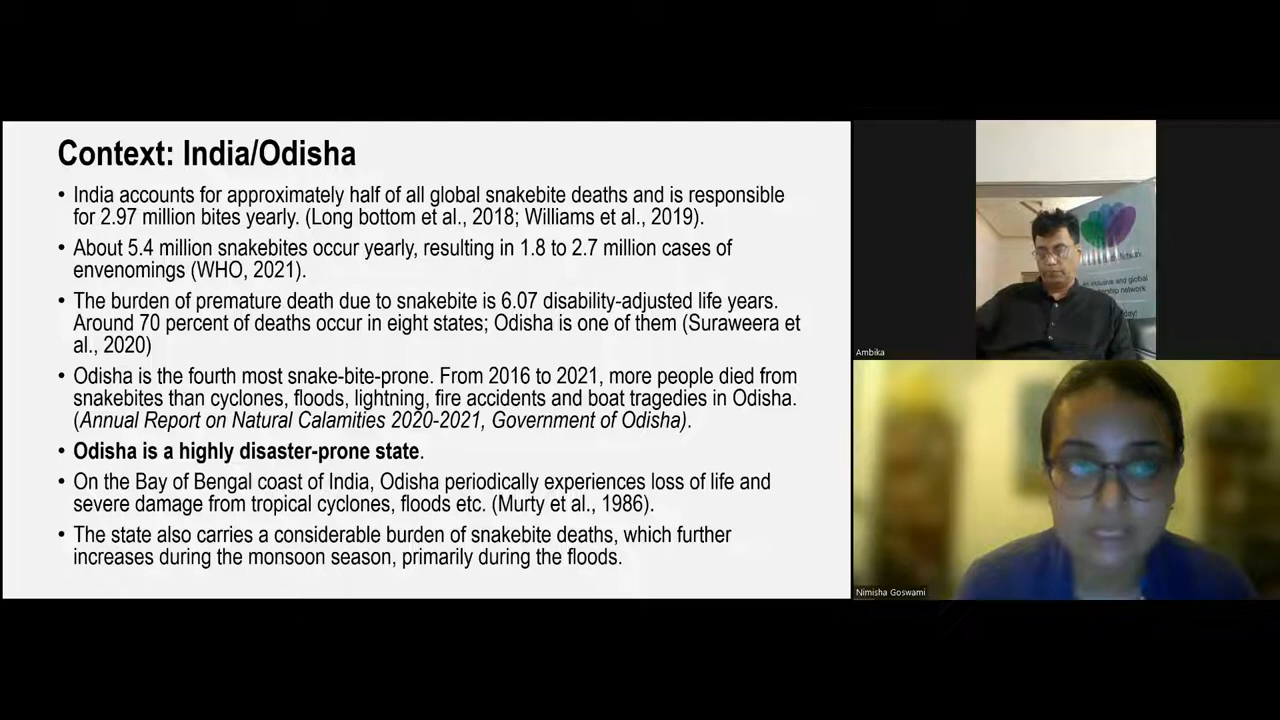 Context: India/Odisha
• India accounts for approximately half of all global snakebite deaths and is responsible
for 2.97 million bites yearly. (Long bottom et al., 2018; Williams et al., 2019).
• About 5.4 million snakebites occur yearly, resulting in 1.8 to 2.7 million cases of
envenomings (WHO, 2021).
• The burden of premature death due to snakebite is 6.07 disability-adjusted life years.
Around 70 percent of deaths occur in eight states; Odisha is one of them (Suraweera et
al., 2020)
• Odisha is the fourth most snake-bite-prone. From 2016 to 2021, more people died from
snakebites than cyclones, floods, lightning, fire accidents and boat tragedies in Odisha.
(Annual Report on Natural Calamities 2020-2021, Government of Odisha).
• Odisha is a highly disaster-prone state.
• On the Bay of Bengal coast of India, Odisha periodically experiences loss of life and
severe damage from tropical cyclones, floods etc. (Murty et al., 1986).
• The state also carries a considerable burden of snakebite deaths, which further
increases during the monsoon season, primarily during the floods.
inclusive and global
network
Ambika
Nimisha Goswami